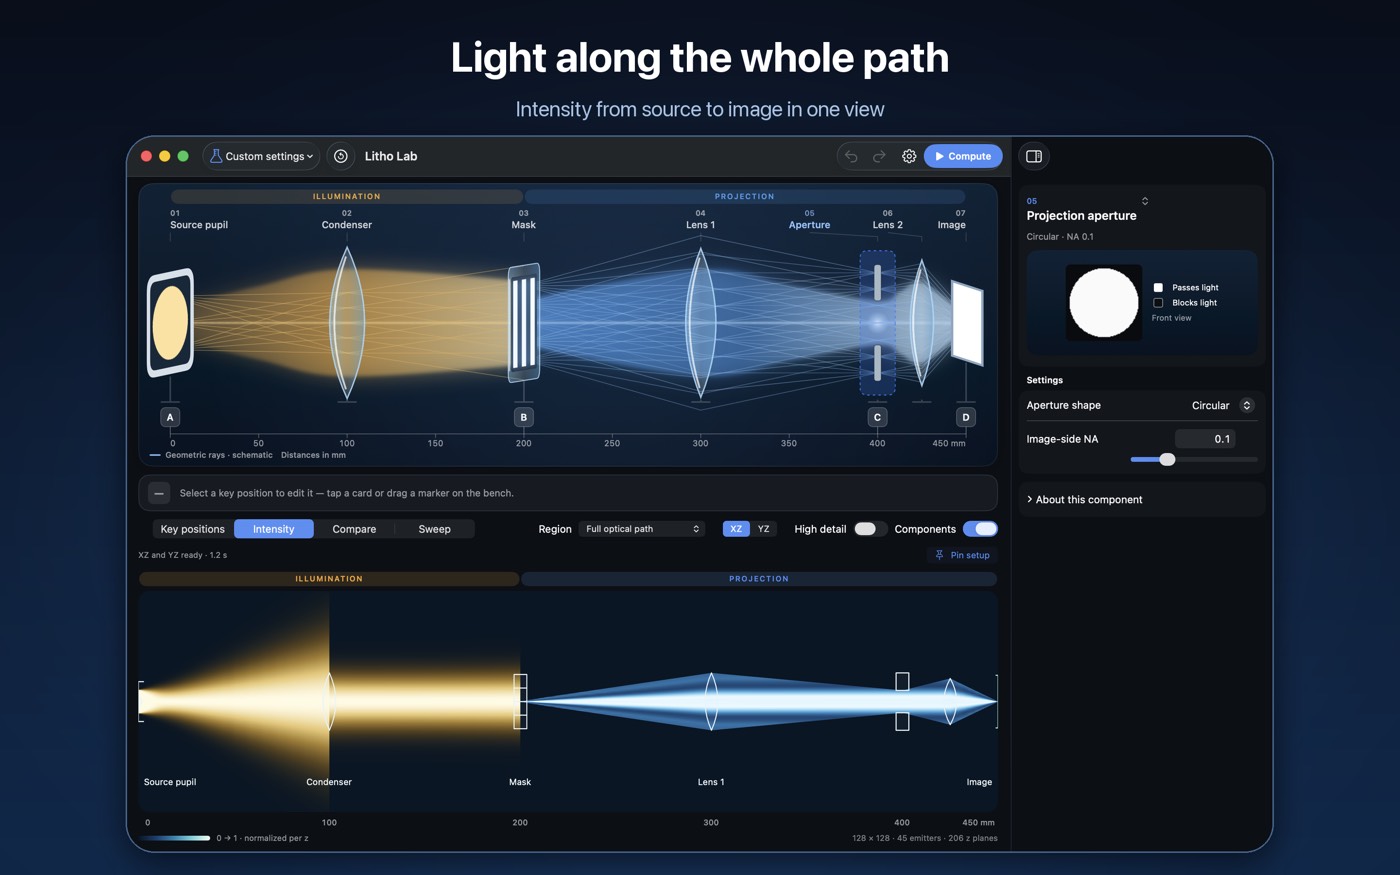 Light along the whole path
Intensity from source to image in one view
Custom settings
Litho Lab
Compute
ILLUMINATION
PROJECTION
01
Source pupil
02
Condenser
03
Mask
04
Lens 1
05
Aperture
06
Lens 2
07
Image
A
B
C
D
0 50 100 150 200 250 300 350 400 450 mm
Geometric rays · schematic Distances in mm
Select a key position to edit it — tap a card or drag a marker on the bench.
Key positions
Intensity
Compare
Sweep
Region
Full optical path
XZ
YZ
High detail
Components
XZ and YZ ready · 1.2 s
Pin setup
ILLUMINATION
PROJECTION
Source pupil
Condenser
Mask
Lens 1
Image
0 100 200 300 400 450 mm
0 → 1 · normalized per z
128 × 128 · 45 emitters · 206 z planes
05
Projection aperture
Circular · NA 0.1
Passes light
Blocks light
Front view
Settings
Aperture shape
Circular
Image-side NA
0.1
About this component